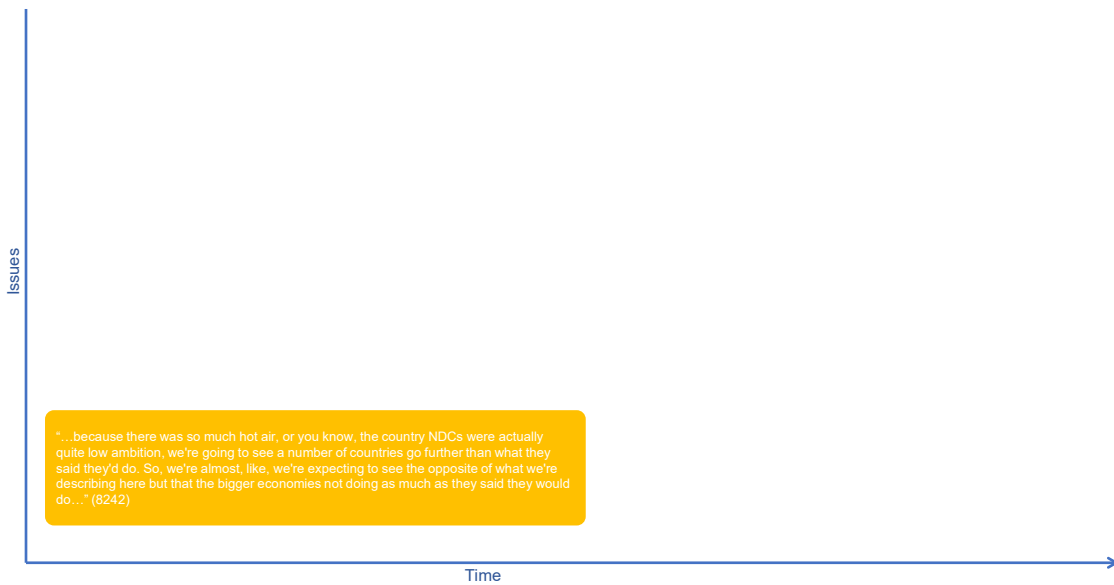 Issues
“…because there was so much hot air, or you know, the country NDCs were actually
quite low ambition, we're going to see a number of countries go further than what they
said they'd do. So, we're almost, like, we're expecting to see the opposite of what we're
describing here but that the bigger economies not doing as much as they said they would
do…” (8242)
Time